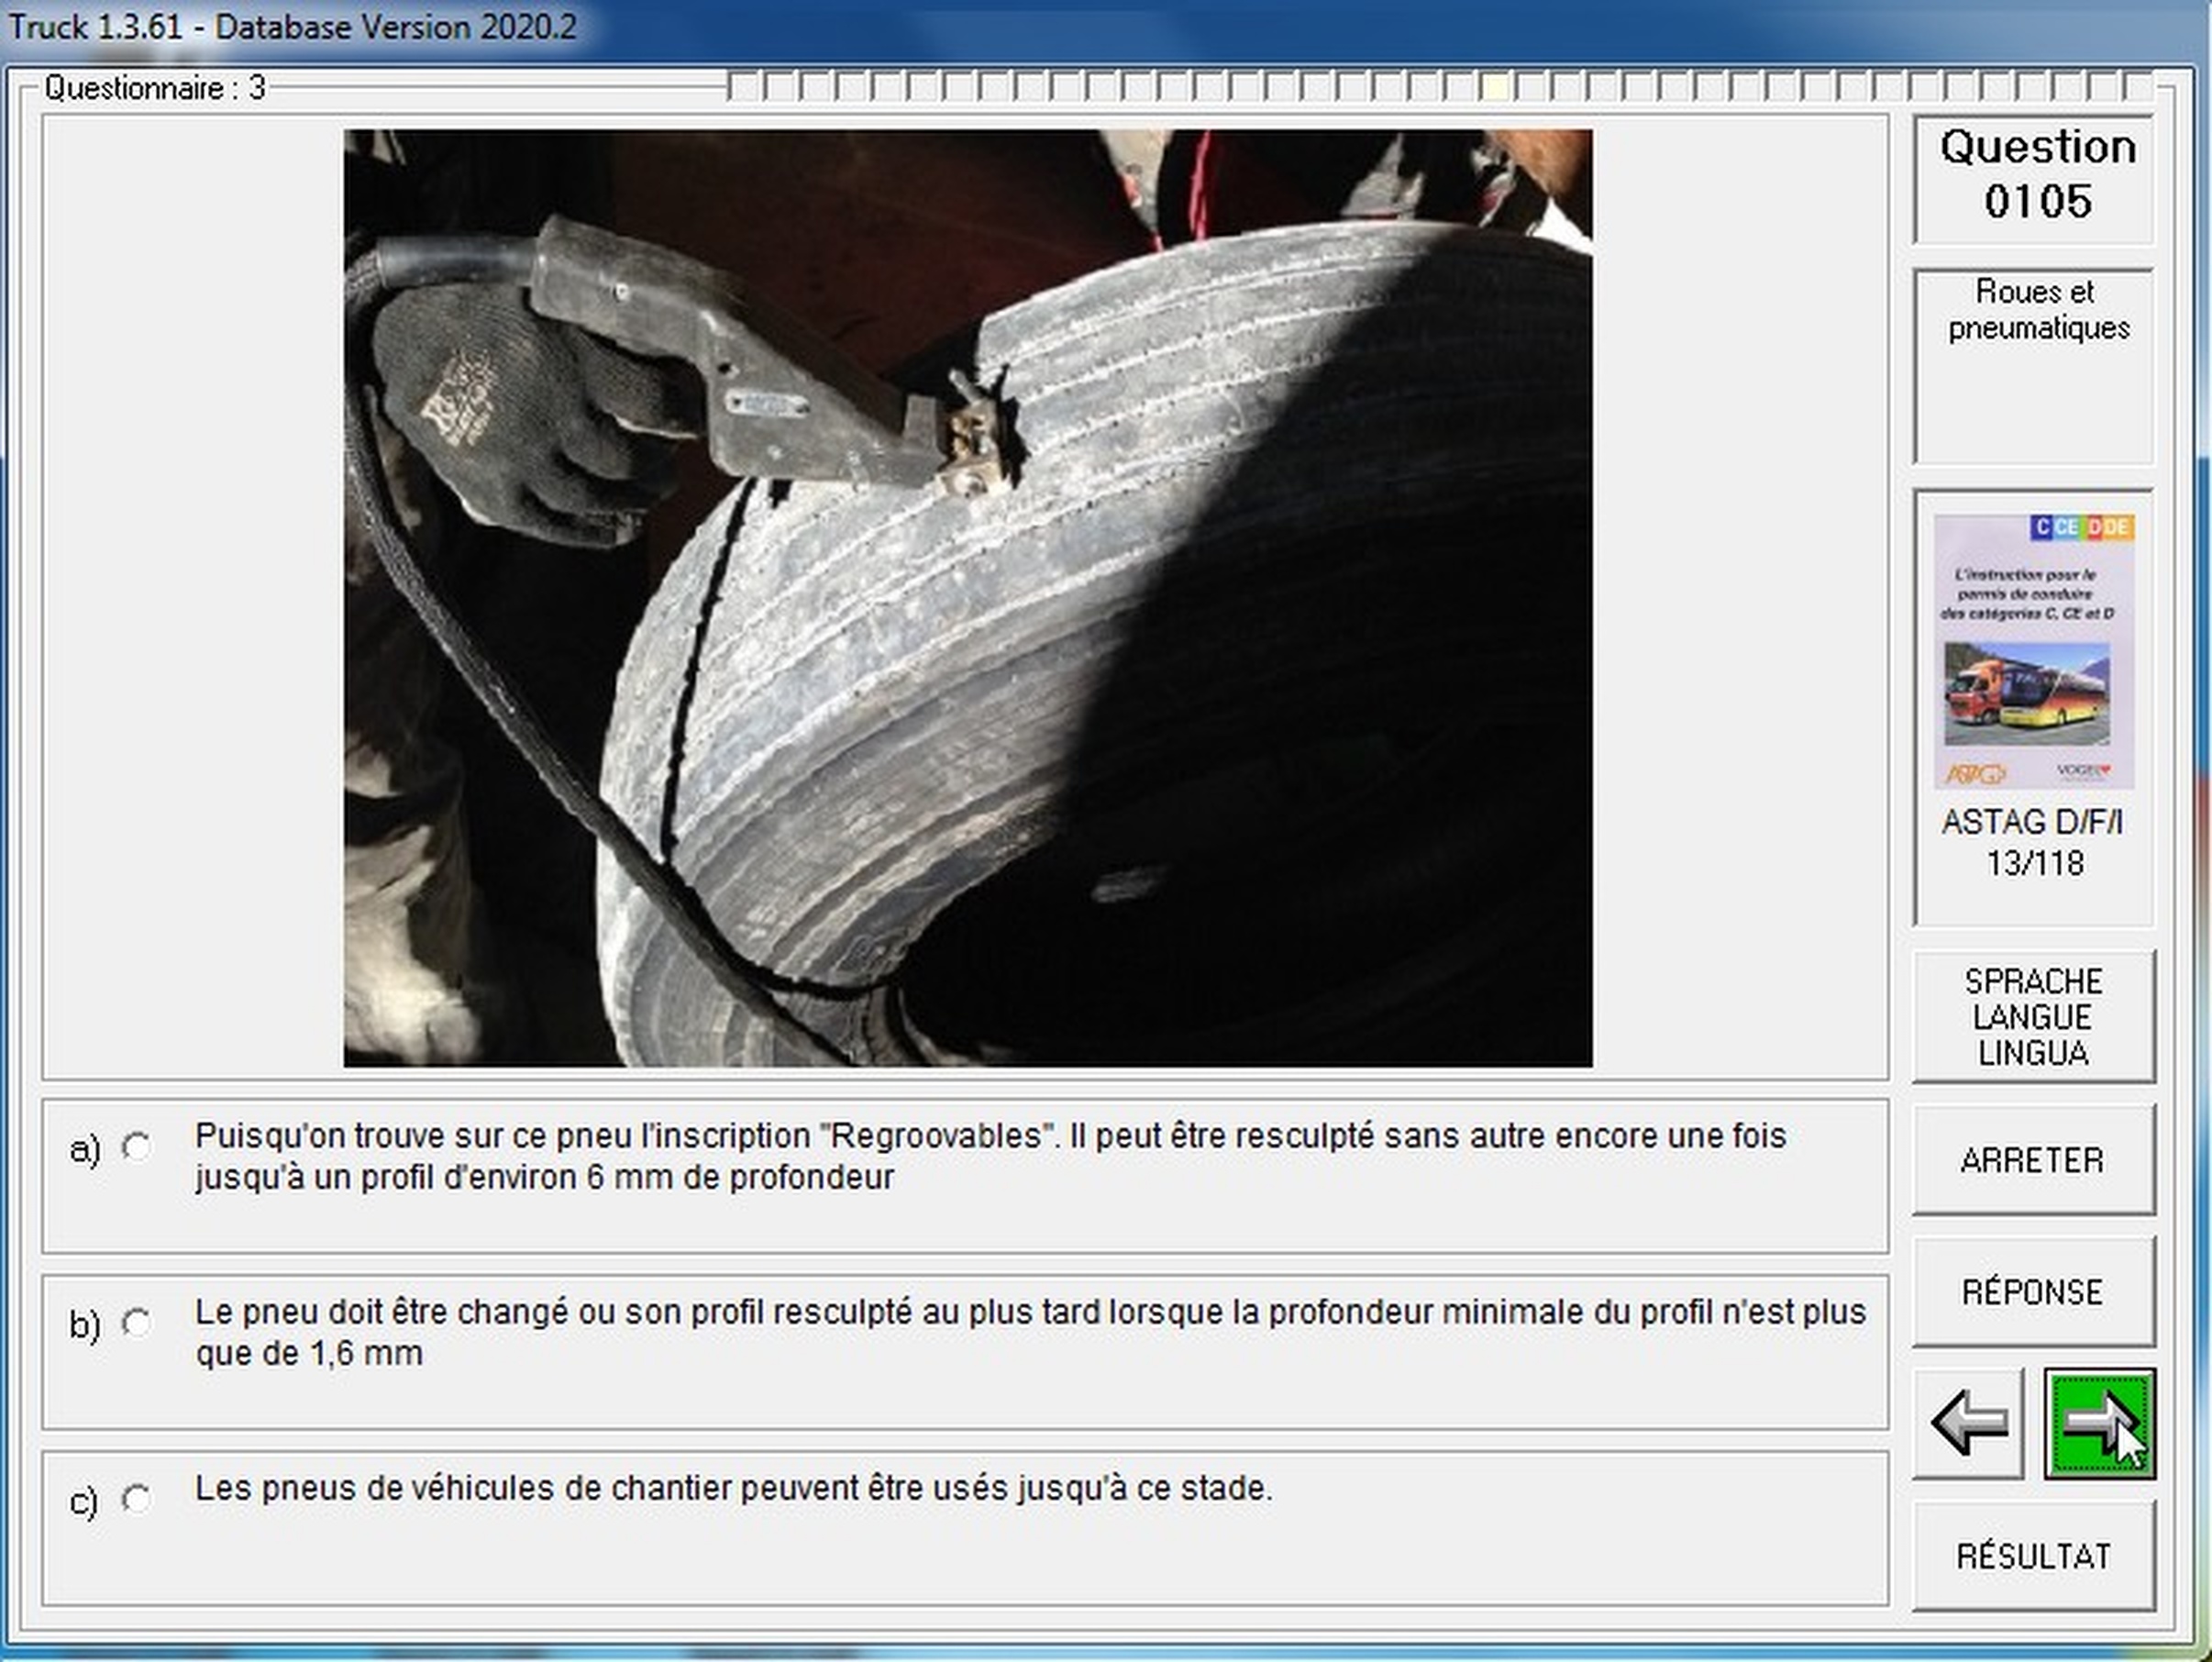 Truck 1.3.61 - Database Version 2020.2
Questionnaire : 3
Question
0105
Roues et
pneumatiques
C CE D DE
L'instruction pour le
permis de conduire
des catégories C, CE et D
ASTAG
VOGEL
ASTAG D/F/I
13/118
SPRACHE
LANGUE
LINGUA
ARRETER
RÉPONSE
RÉSULTAT
a) Puisqu'on trouve sur ce pneu l'inscription "Regroovables". Il peut être resculpté sans autre encore une fois
jusqu'à un profil d'environ 6 mm de profondeur
b) Le pneu doit être changé ou son profil resculpté au plus tard lorsque la profondeur minimale du profil n'est plus
que de 1,6 mm
c) Les pneus de véhicules de chantier peuvent être usés jusqu'à ce stade.